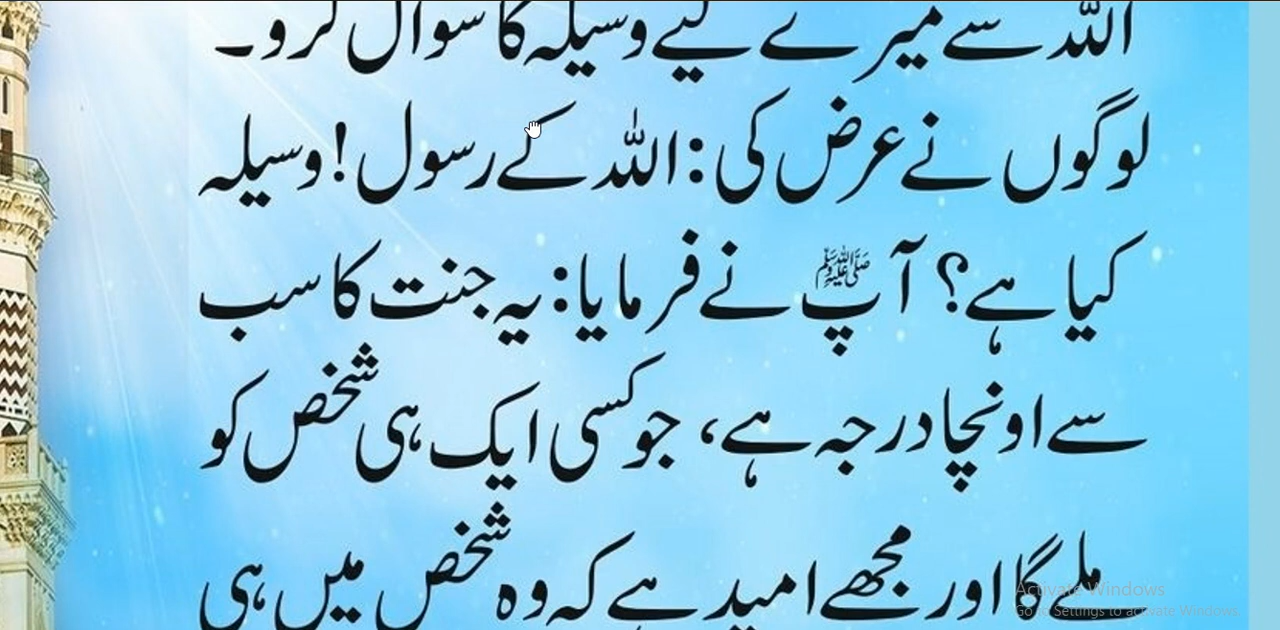 اللہ سے میرے لیے وسیلہ کا سوال کرو۔
لوگوں نے عرض کی: اللہ کے رسول! وسیلہ
کیا ہے؟ آپ ﷺ نے فرمایا: یہ جنت کا سب
سے اونچا درجہ ہے، جو کسی ایک ہی شخص کو
ملے گا اور مجھے امید ہے کہ وہ شخص میں ہی
Activate Windows
Go to Settings to activate Windows.